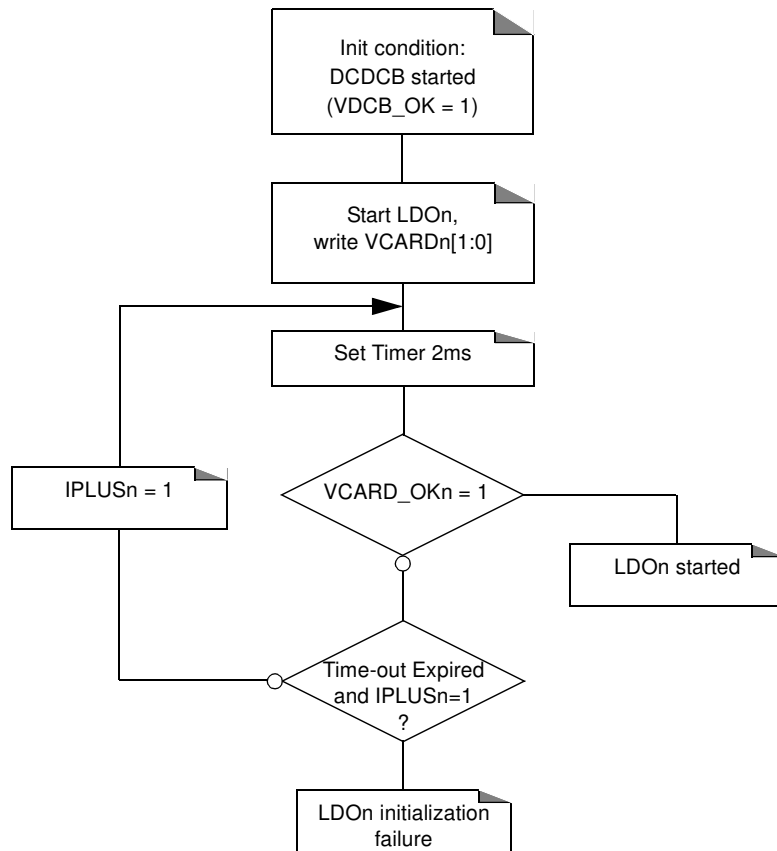 Init condition:
DCDCB started
(VDCB_OK = 1)
Start LDOn,
write VCARDn[1:0]
Set Timer 2ms
IPLUSn = 1
VCARD_OKn = 1
LDOn started
Time-out Expired
and IPLUSn=1
?
LDOn initialization
failure